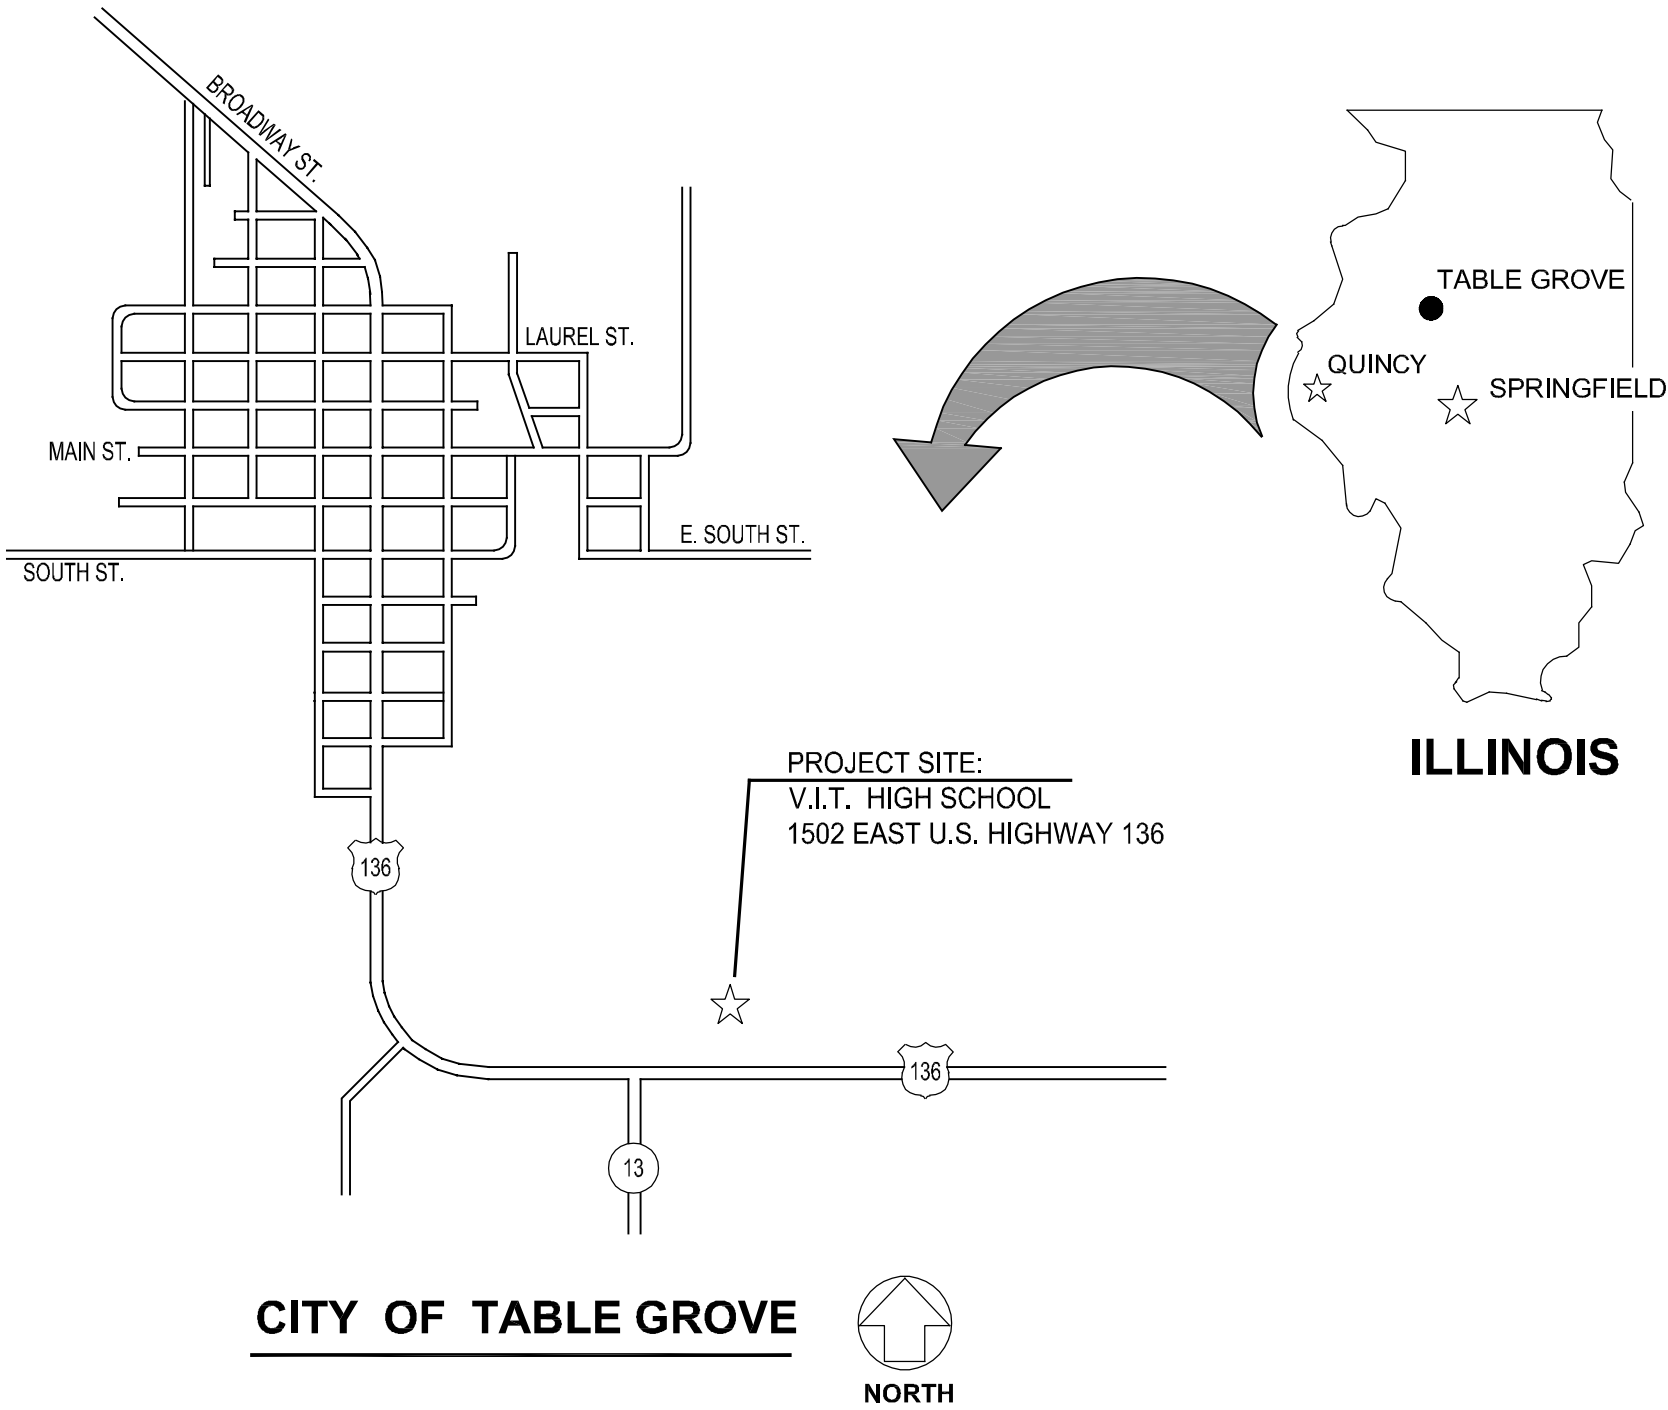 BROADWAY ST.
LAUREL ST.
MAIN ST.
E. SOUTH ST.
SOUTH ST.
TABLE GROVE
QUINCY
SPRINGFIELD
ILLINOIS
PROJECT SITE:
V.I.T. HIGH SCHOOL
1502 EAST U.S. HIGHWAY 136
136
136
13
CITY OF TABLE GROVE
NORTH